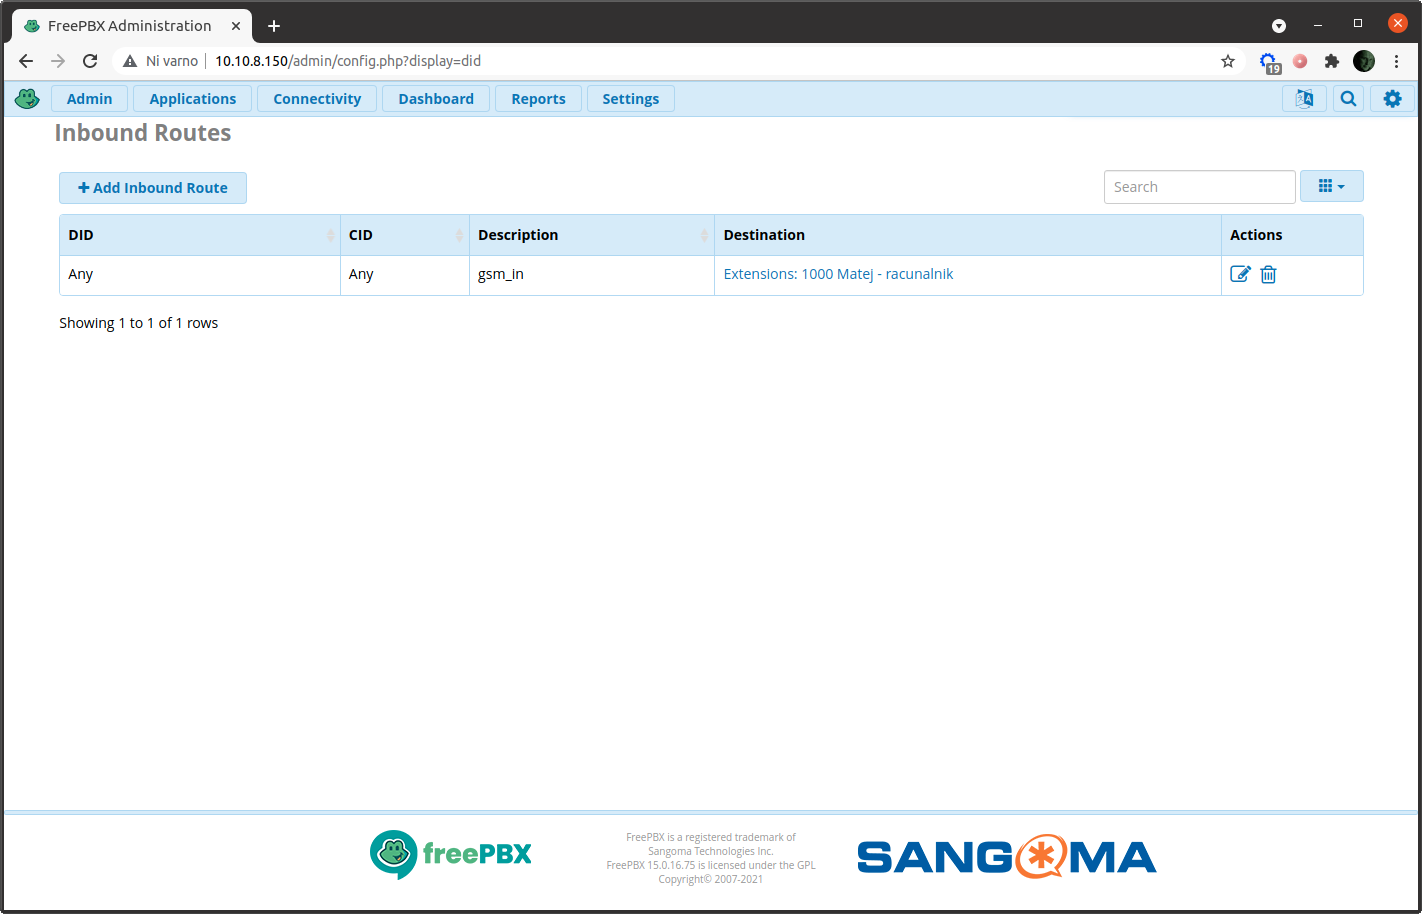 FreePBX Administration
Ni varno 10.10.8.150/admin/config.php?display=did
19
Admin Applications Connectivity Dashboard Reports Settings
Inbound Routes
Add Inbound Route
Search
DID CID Description Destination Actions
Any Any gsm_in Extensions: 1000 Matej - racunalnik
Showing 1 to 1 of 1 rows
freePBX
FreePBX is a registered trademark of
Sangoma Technologies Inc.
FreePBX 15.0.16.75 is licensed under the GPL
Copyright© 2007-2021
SANGOMA